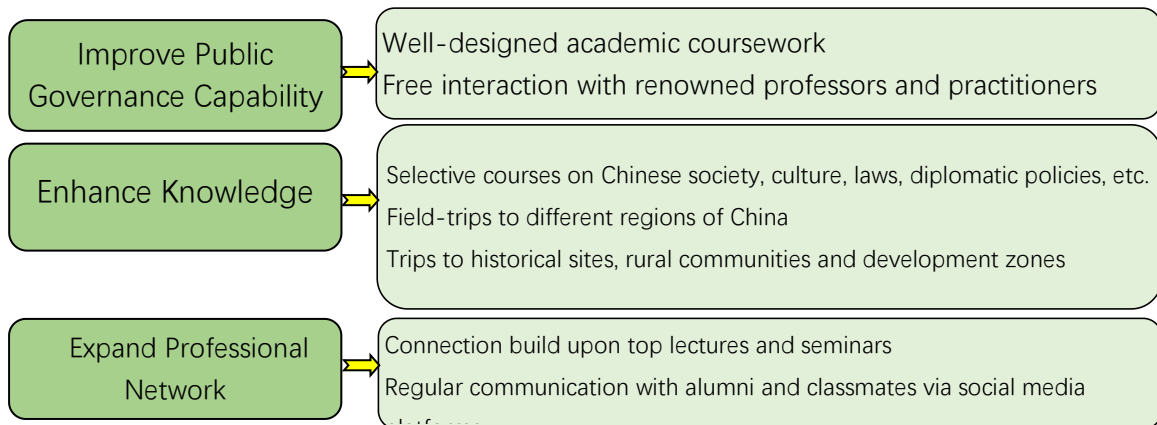 Improve Public
Governance Capability
Well-designed academic coursework
Free interaction with renowned professors and practitioners
Enhance Knowledge
Selective courses on Chinese society, culture, laws, diplomatic policies, etc.
Field-trips to different regions of China
Trips to historical sites, rural communities and development zones
Expand Professional
Network
Connection build upon top lectures and seminars
Regular communication with alumni and classmates via social media